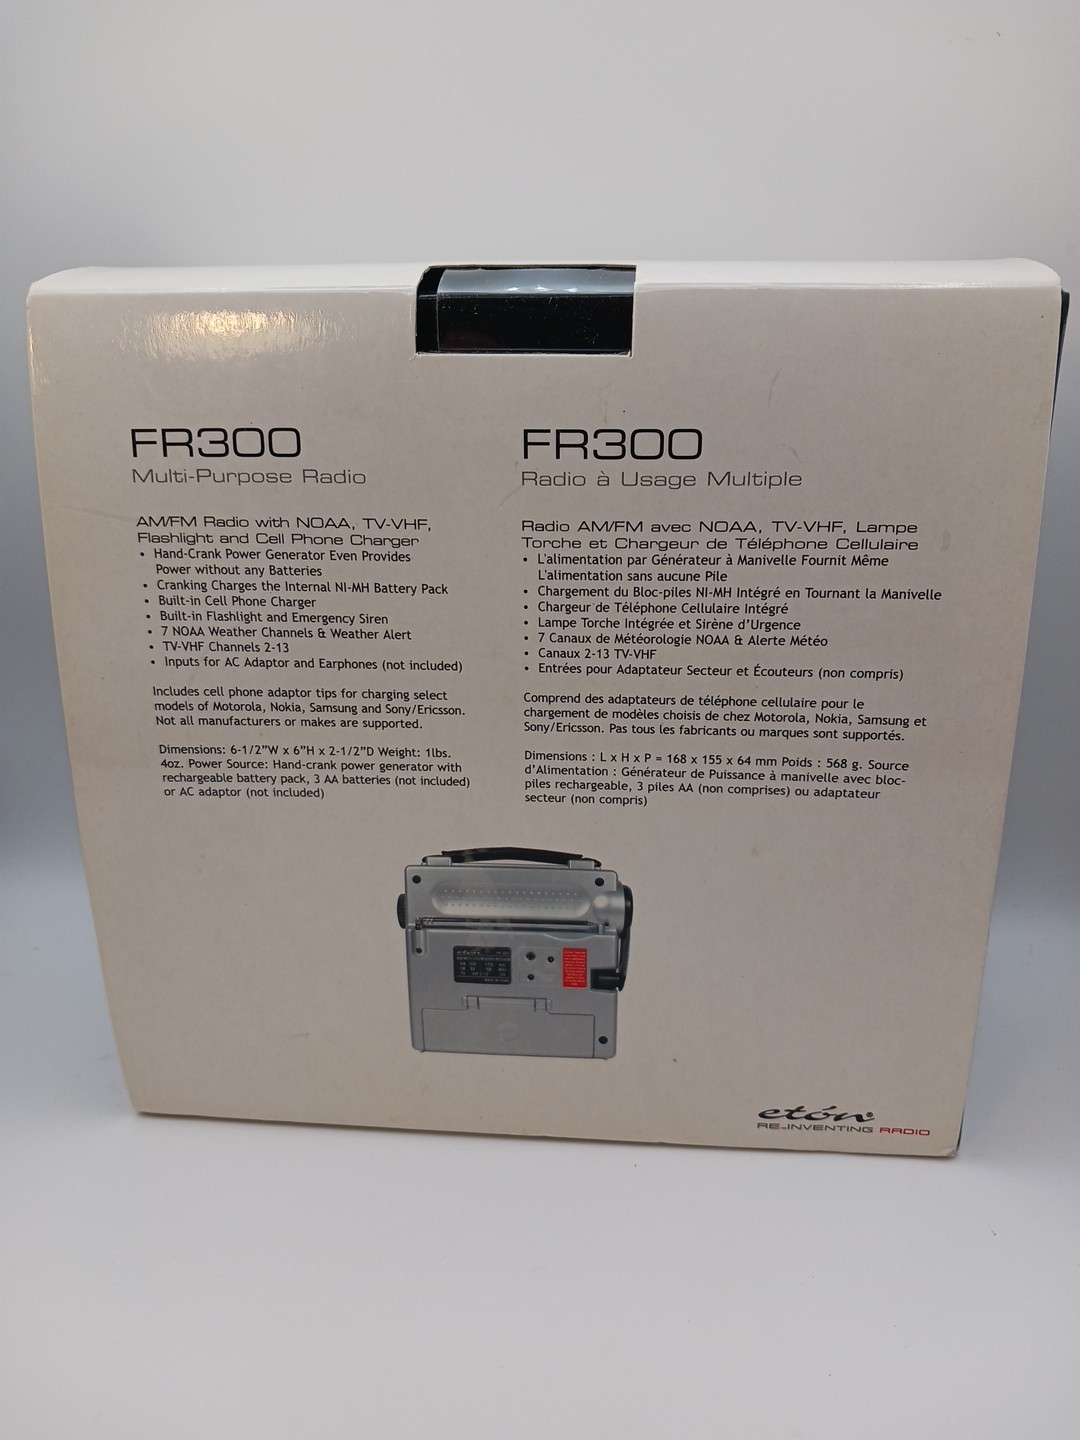 FR300
Multi-Purpose Radio
AM/FM Radio with NOAA, TV-VHF,
Flashlight and Cell Phone Charger
• Hand-Crank Power Generator Even Provides
Power without any Batteries
• Cranking Charges the Internal NI-MH Battery Pack
• Built-in Cell Phone Charger
• Built-in Flashlight and Emergency Siren
• 7 NOAA Weather Channels & Weather Alert
• TV-VHF Channels 2-13
• Inputs for AC Adaptor and Earphones (not included)
Includes cell phone adaptor tips for charging select
models of Motorola, Nokia, Samsung and Sony/Ericsson.
Not all manufacturers or makes are supported.
Dimensions: 6-1/2”W x 6”H x 2-1/2”D Weight: 1lbs.
4oz. Power Source: Hand-crank power generator with
rechargeable battery pack, 3 AA batteries (not included)
or AC adaptor (not included)
FR300
Radio à Usage Multiple
Radio AM/FM avec NOAA, TV-VHF, Lampe
Torche et Chargeur de Téléphone Cellulaire
• L'alimentation par Générateur à Manivelle Fournit Même
L'alimentation sans aucune Pile
• Chargement du Bloc-piles NI-MH Intégré en Tournant la Manivelle
• Chargeur de Téléphone Cellulaire Intégré
• Lampe Torche Intégrée et Sirène d’Urgence
• 7 Canaux de Météorologie NOAA & Alerte Météo
• Canaux 2-13 TV-VHF
• Entrées pour Adaptateur Secteur et Écouteurs (non compris)
Comprend des adaptateurs de téléphone cellulaire pour le
chargement de modèles choisis de chez Motorola, Nokia, Samsung et
Sony/Ericsson. Pas tous les fabricants ou marques sont supportés.
Dimensions : L x H x P = 168 x 155 x 64 mm Poids : 568 g. Source
d’Alimentation : Générateur de Puissance à manivelle avec bloc-
piles rechargeable, 3 piles AA (non comprises) ou adaptateur
secteur (non compris)
etón
etón®
RE_INVENTING RADIO